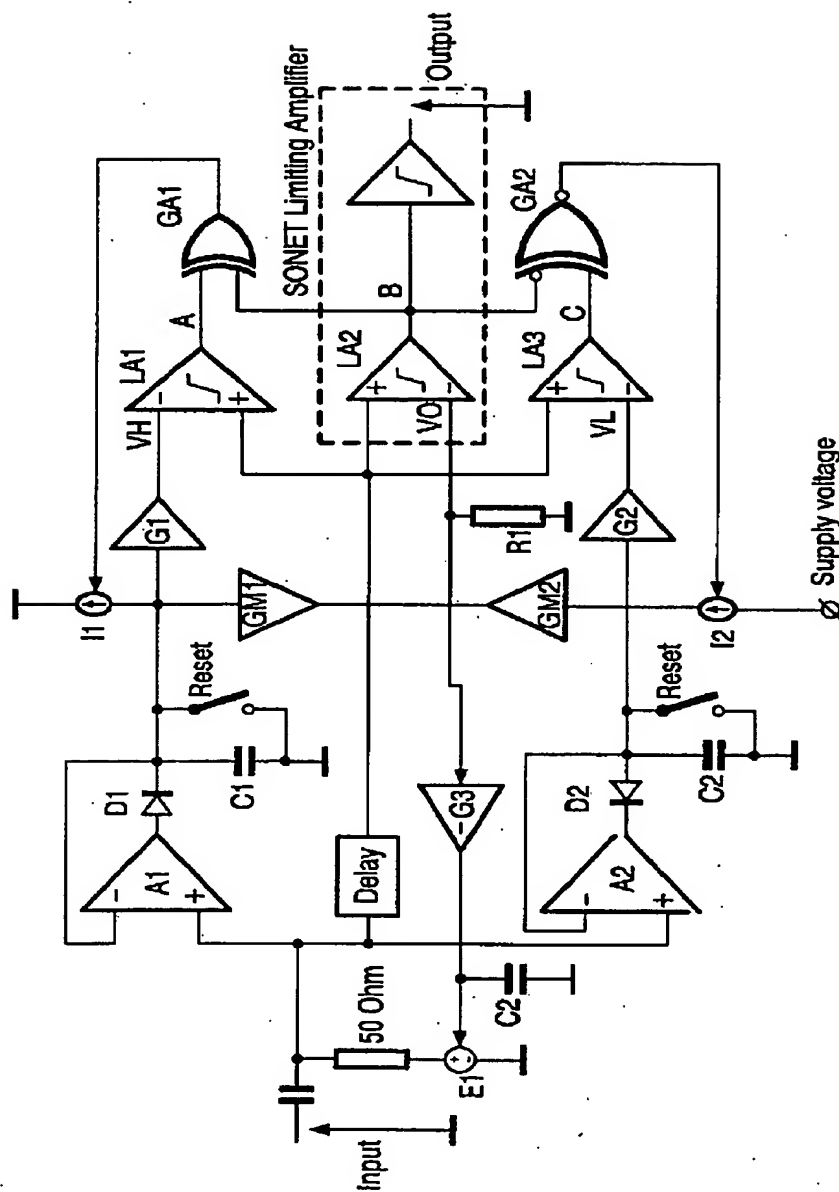 GA1
SONET Limiting Amplifier
Output
GA2
A
B
C
LA1
LA2
LA3
VH
VO
VL
-
+
+
-
+
-
G1
R1
G2
Supply voltage
I1
GM1
GM2
I2
Reset
Reset
D1
C1
-G3
D2
C2
A1
-
+
Delay
A2
-
+
C2
50 Ohm
E1
+
-
Input